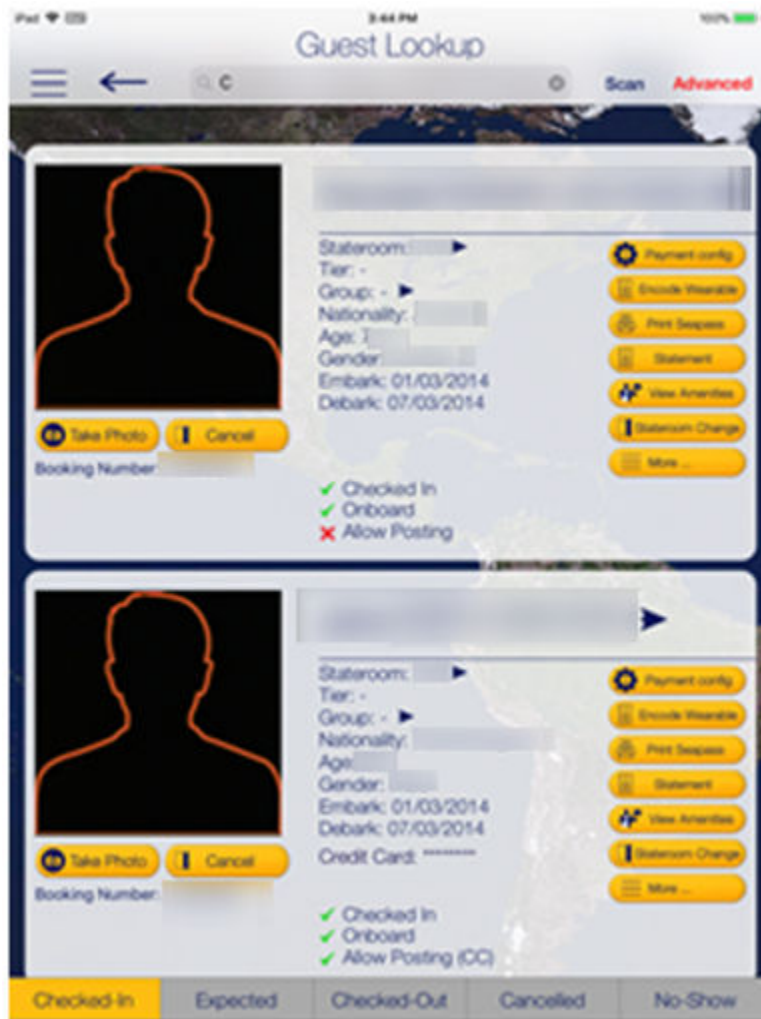 iPad 3:44 PM 100%
Guest Lookup
C Scan Advanced
Stateroom:
Tier: -
Group: -
Nationality:
Age:
Gender:
Embark: 01/03/2014
Debark: 07/03/2014
Payment config
Encode Wearable
Print Seapass
Statement
View Amenities
Stateroom Change
More ...
Take Photo Cancel
Booking Number
Checked In
Onboard
Allow Posting
Stateroom:
Tier: -
Group: -
Nationality:
Age
Gender:
Embark: 01/03/2014
Debark: 07/03/2014
Credit Card: ********
Payment config
Encode Wearable
Print Seapass
Statement
View Amenities
Stateroom Change
More ...
Take Photo Cancel
Booking Number:
Checked In
Onboard
Allow Posting (CC)
Checked-In Expected Checked-Out Cancelled No-Show